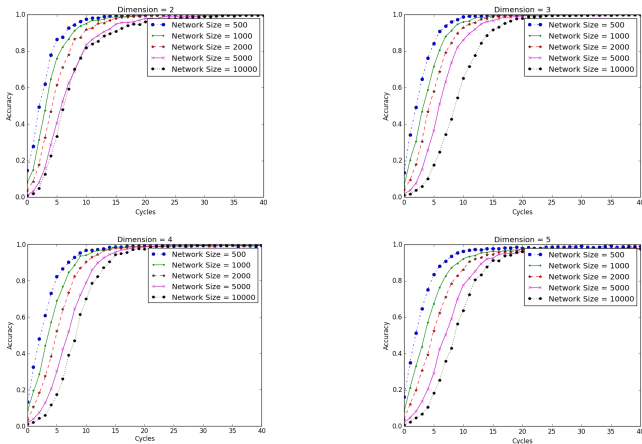 Dimension = 2
1.0
0.8
0.6
0.4
0.2
0.0
Accuracy
0 5 10 15 20 25 30 35 40
Cycles
Network Size = 500
Network Size = 1000
Network Size = 2000
Network Size = 5000
Network Size = 10000
Dimension = 3
1.0
0.8
0.6
0.4
0.2
0.0
Accuracy
0 5 10 15 20 25 30 35 40
Cycles
Network Size = 500
Network Size = 1000
Network Size = 2000
Network Size = 5000
Network Size = 10000
Dimension = 4
1.0
0.8
0.6
0.4
0.2
0.0
Accuracy
0 5 10 15 20 25 30 35 40
Cycles
Network Size = 500
Network Size = 1000
Network Size = 2000
Network Size = 5000
Network Size = 10000
Dimension = 5
1.0
0.8
0.6
0.4
0.2
0.0
Accuracy
0 5 10 15 20 25 30 35 40
Cycles
Network Size = 500
Network Size = 1000
Network Size = 2000
Network Size = 5000
Network Size = 10000